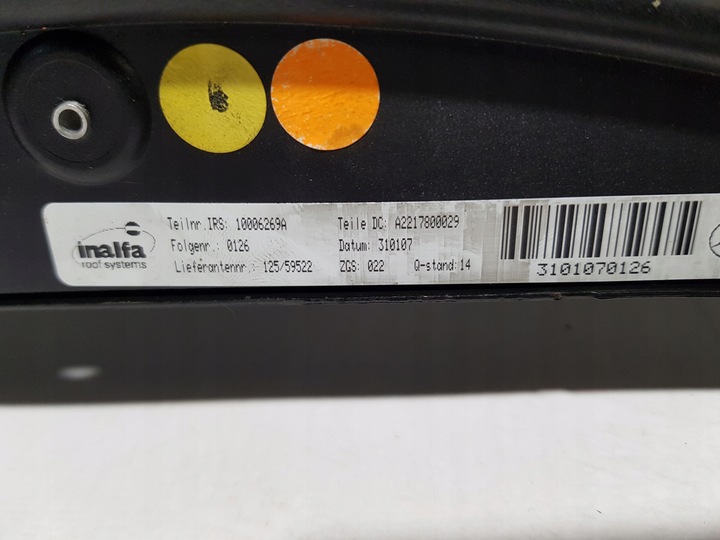 inalfa
roof systems
Teilnr.IRS: 10006269A
Folgenr.: 0126
Lieferantennr.: 125/59522
Teile DC: A2217800029
Datum: 310107
ZGS: 022 Q-stand:14
3101070126